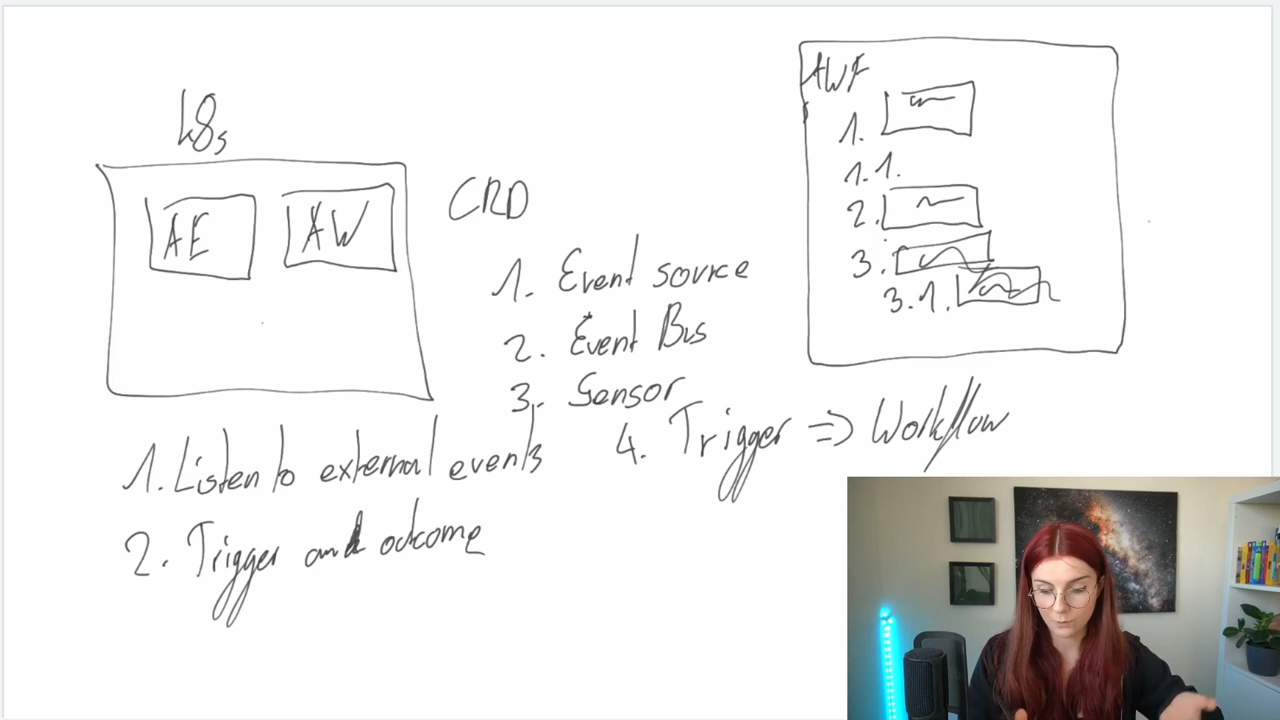 k8s
AE
AW
CRD
1. Event source
2. Event Bus
3. Sensor
4. Trigger => Workflow
1. Listen to external events
2. Trigger and outcome
AWF
1.
1.1.
2.
3.
3.1.